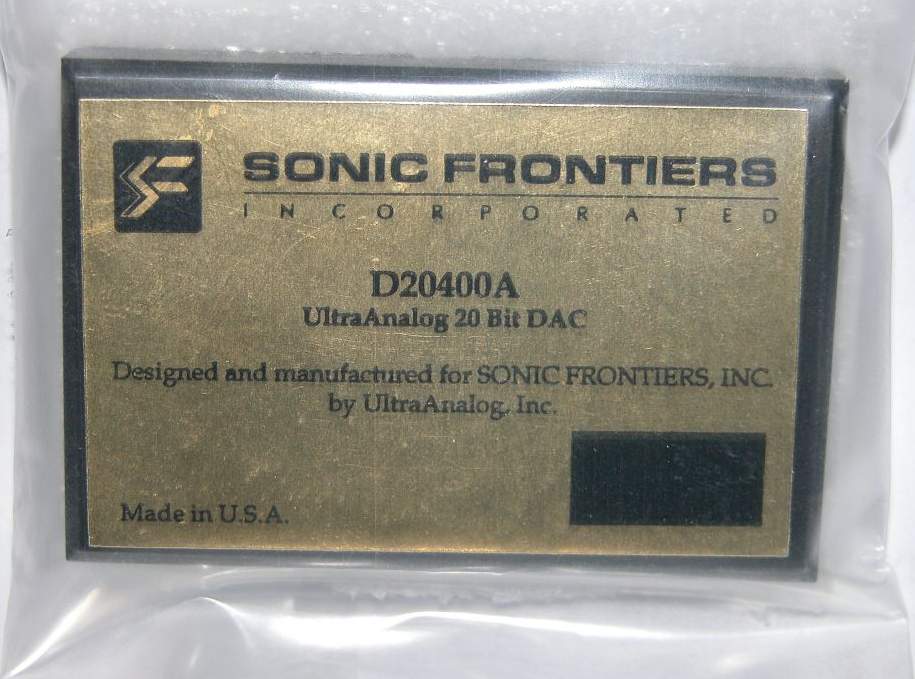 SF
SONIC FRONTIERS
INCORPORATED
D20400A
UltraAnalog 20 Bit DAC
Designed and manufactured for SONIC FRONTIERS, INC.
by UltraAnalog, Inc.
Made in U.S.A.